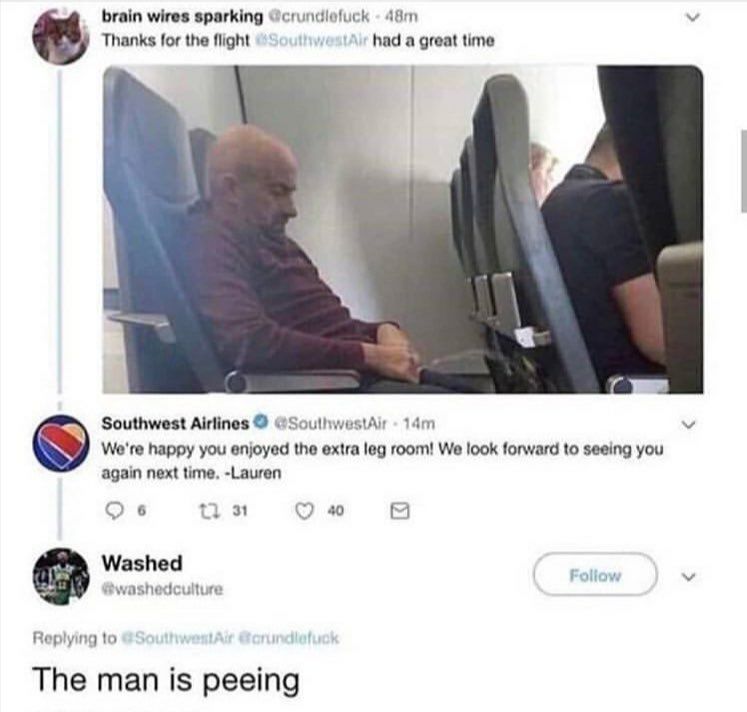 brain wires sparking @crundlefuck · 48m
Thanks for the flight @SouthwestAir had a great time
Southwest Airlines @SouthwestAir · 14m
We're happy you enjoyed the extra leg room! We look forward to seeing you
again next time. -Lauren
6 31 40
Washed
@washedculture
Follow
Replying to @SouthwestAir @crundlefuck
The man is peeing